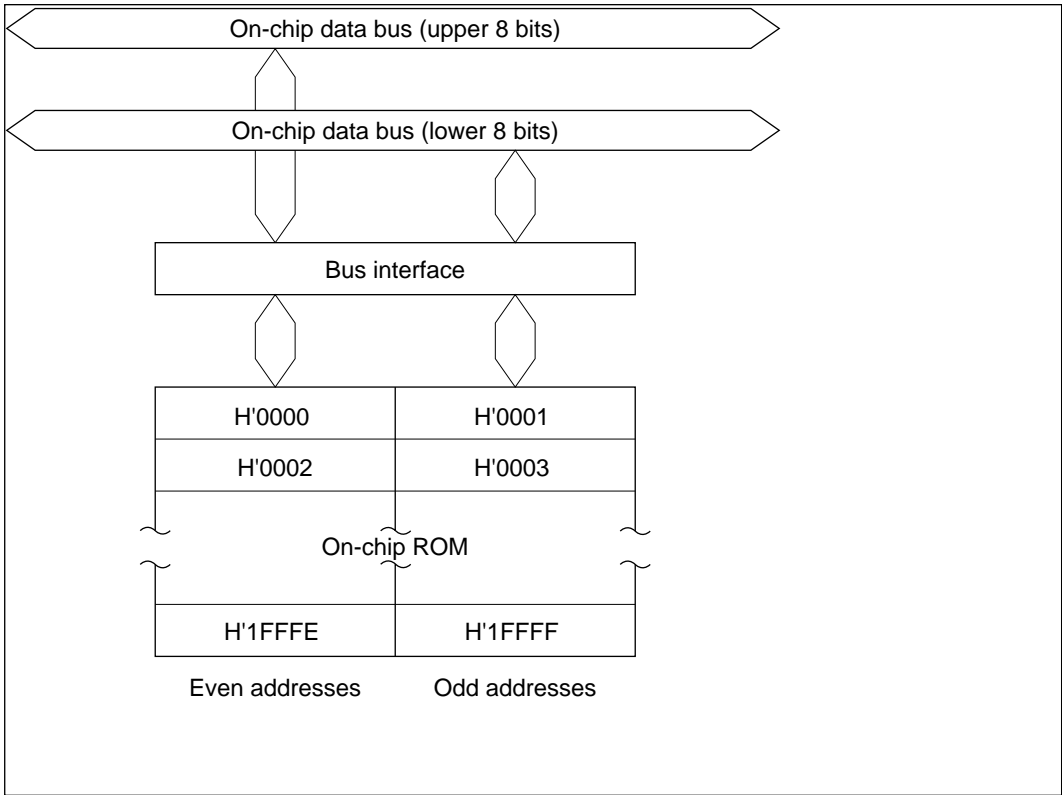 On-chip data bus (upper 8 bits)
On-chip data bus (lower 8 bits)
Bus interface
H'0000 H'0001
H'0002 H'0003
On-chip ROM
H'1FFFE H'1FFFF
Even addresses Odd addresses